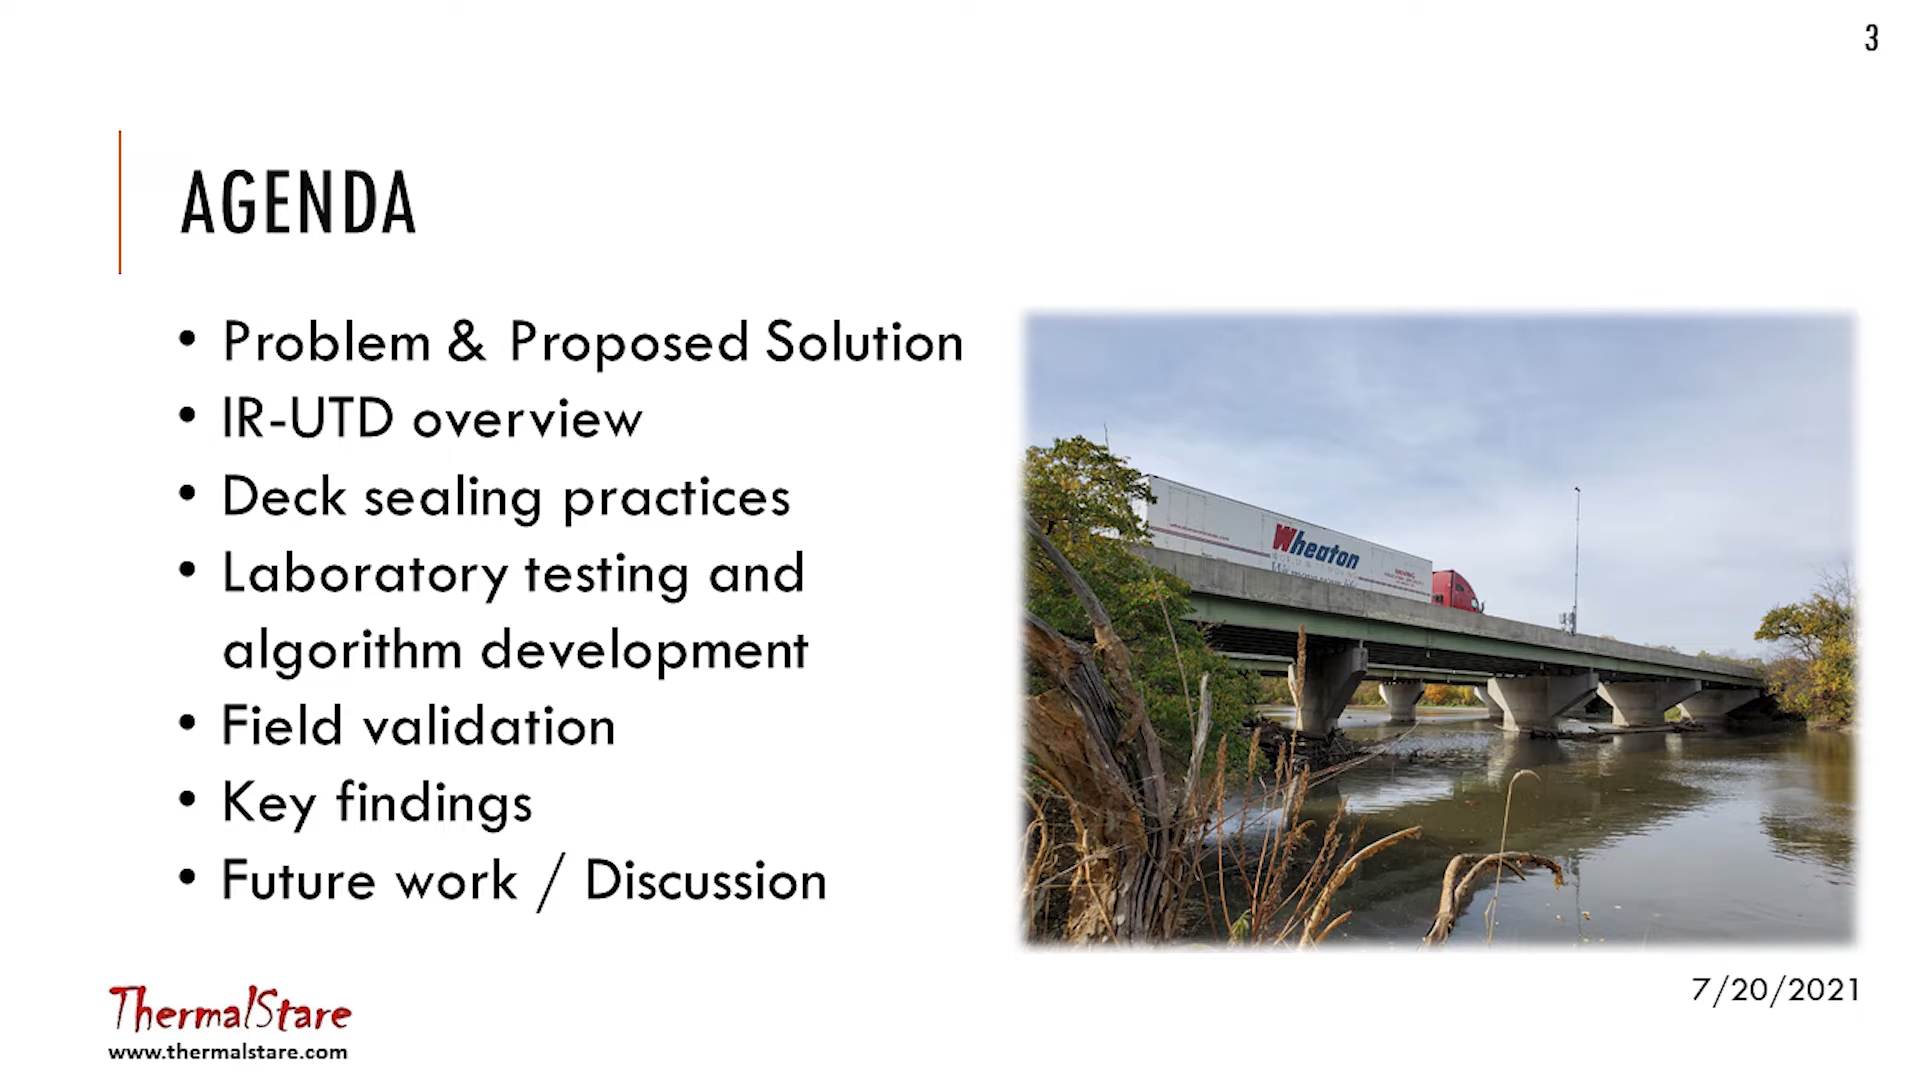 3
AGENDA
• Problem & Proposed Solution
• IR-UTD overview
• Deck sealing practices
• Laboratory testing and
algorithm development
• Field validation
• Key findings
• Future work / Discussion
Wheaton
MOVING
7/20/2021
ThermalStare
www.thermalstare.com